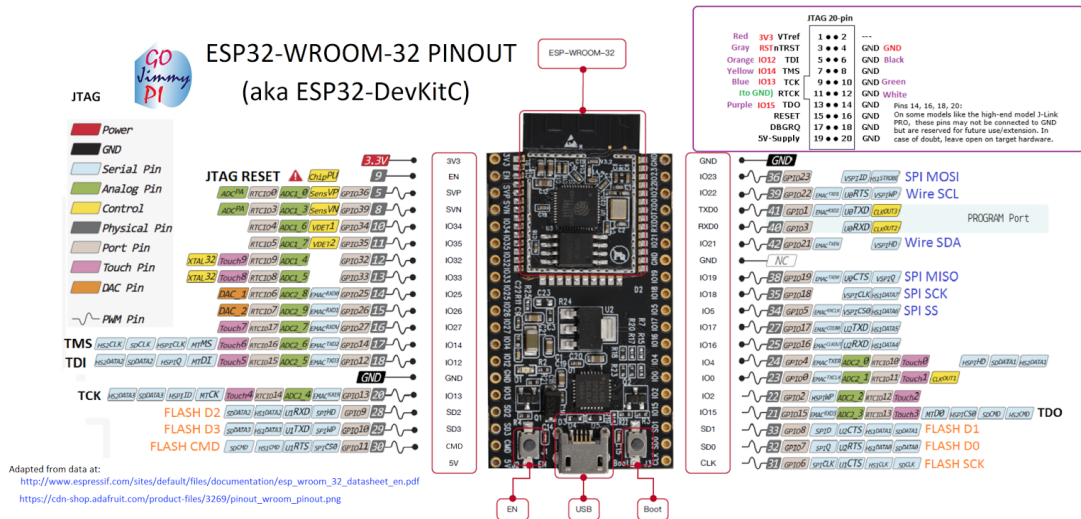 GO
Jimmy
PI
ESP32-WROOM-32 PINOUT
(aka ESP32-DevKitC)
ESP-WROOM-32
JTAG 20-pin
Red 3V3 VTref 1 2 ---
Gray RST nTRST 3 4 GND GND
Orange IO12 TDI 5 6 GND Black
Yellow IO14 TMS 7 8 GND
Blue IO13 TCK 9 10 GND Green
(to GND) RTCK 11 12 GND White
Purple IO15 TDO 13 14 GND
RESET 15 16 GND
DBGRQ 17 18 GND
5V-Supply 19 20 GND
Pins 14, 16, 18, 20:
On some models like the high-end model J-Link
PRO, these pins may not be connected to GND
but are reserved for future use/extension. In
case of doubt, leave open on target hardware.
JTAG
Power
GND
Serial Pin
Analog Pin
Control
Physical Pin
Port Pin
Touch Pin
DAC Pin
PWM Pin
3.3V 3V3
JTAG RESET ChipPU 9 EN
ADCPA RTCIO0 ADC1_0 SensVP GPIO36 5 SVP
ADCPA RTCIO3 ADC1_3 SensVN GPIO39 8 SVN
RTCIO4 ADC1_6 VDET1 GPIO34 10 IO34
RTCIO5 ADC1_7 VDET2 GPIO35 11 IO35
XTAL32 Touch9 RTCIO9 ADC1_4 GPIO32 12 IO32
XTAL32 Touch8 RTCIO8 ADC1_5 GPIO33 13 IO33
DAC_1 RTCIO6 ADC2_8 EMACRXD0 GPIO25 14 IO25
DAC_2 RTCIO7 ADC2_9 EMACRXD1 GPIO26 15 IO26
Touch7 RTCIO17 ADC2_7 EMACRXDV GPIO27 16 IO27
TMS HS2CLK SDCLK HSPICLK MTMS Touch6 RTCIO16 ADC2_6 EMACTXD2 GPIO14 17 IO14
TDI HS2DATA2 SDDATA2 HSPIQ MTDI Touch5 RTCIO15 ADC2_5 EMACTXD3 GPIO12 18 IO12
GND GND
TCK HS2DATA3 SDDATA3 HSPIID MTCK Touch4 RTCIO14 ADC2_4 GPIO13 20 IO13
FLASH D2 SDDATA2 HS1DATA2 U1RXD SPIHD GPIO9 28 SD2
FLASH D3 SDDATA3 HS1DATA3 U1TXD SPIWP GPIO10 29 SD3
FLASH CMD SDCMD HS1CMD U1RTS SPICS0 GPIO11 30 CMD
5V
GND GND
IO23 36 GPIO23 VSPIID HS1STROBE SPI MOSI
IO22 39 GPIO22 EMACTXD1 U0RTS VSPIWP Wire SCL
TXD0 41 GPIO1 U0TXD CLKOUT3
PROGRAM Port
RXD0 40 GPIO3 U0RXD CLKOUT2
IO21 42 GPIO21 VSPIHD Wire SDA
GND NC
IO19 38 GPIO19 U0CTS VSPIQ SPI MISO
IO18 35 GPIO18 VSPICLK HS1DATA7 SPI SCK
IO5 34 GPIO5 VSPICS0 HS1DATA6 SPI SS
IO17 27 GPIO17 U2TXD HS1DATA5
IO16 25 GPIO16 U2RXD HS1DATA4
IO4 24 GPIO4 ADC2_0 RTCIO10 Touch0 HSPIHD SDDATA1 HS2DATA1
IO0 23 GPIO0 ADC2_1 RTCIO11 Touch1 CLKOUT1
IO2 22 GPIO2 HSPIWP ADC2_2 RTCIO12 Touch2
IO15 21 GPIO15 ADC2_3 RTCIO13 Touch3 MTDO HSPICS0 SDCMD HS2CMD TDO
SD1 33 GPIO8 SPID U2CTS HS1DATA1 SDDATA1 FLASH D1
SD0 32 GPIO7 SPIQ U2RTS HS1DATA0 SDDATA0 FLASH D0
CLK 31 GPIO6 SPICLK U1CTS HS1CLK SDCLK FLASH SCK
Adapted from data at:
http://www.espressif.com/sites/default/files/documentation/esp_wroom_32_datasheet_en.pdf
https://cdn-shop.adafruit.com/product-files/3269/pinout_wroom_pinout.png
EN
USB
Boot